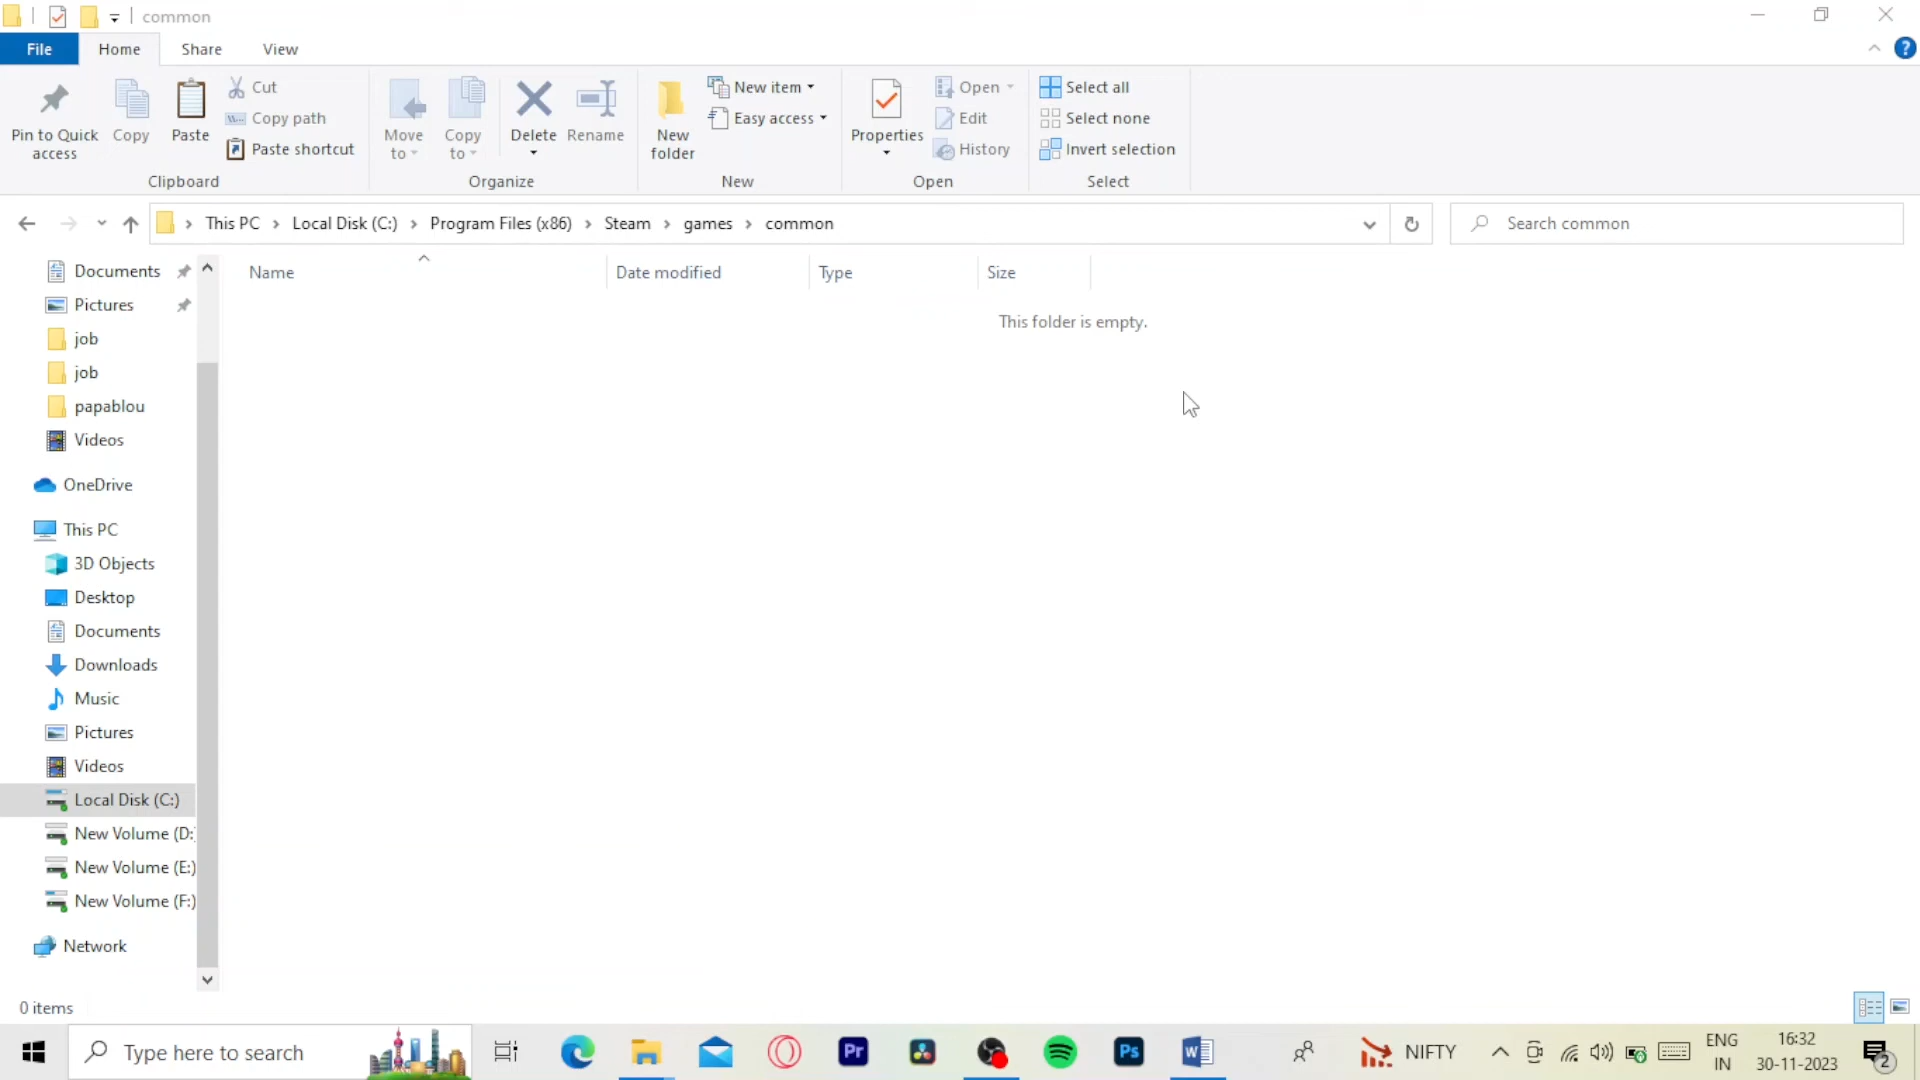 common
File Home Share View
Pin to Quick access
Copy
Paste
Cut
Copy path
Paste shortcut
Clipboard
Move to
Copy to
Delete
Rename
Organize
New folder
New item
Easy access
New
Properties
Open
Edit
History
Open
Select all
Select none
Invert selection
Select
This PC > Local Disk (C:) > Program Files (x86) > Steam > games > common
Search common
Name Date modified Type Size
This folder is empty.
Documents
Pictures
job
job
papablou
Videos
OneDrive
This PC
3D Objects
Desktop
Documents
Downloads
Music
Pictures
Videos
Local Disk (C:)
New Volume (D:
New Volume (E:)
New Volume (F:)
Network
0 items
Type here to search
Pr
Ps
W
NIFTY
ENG
IN
16:32
30-11-2023
2